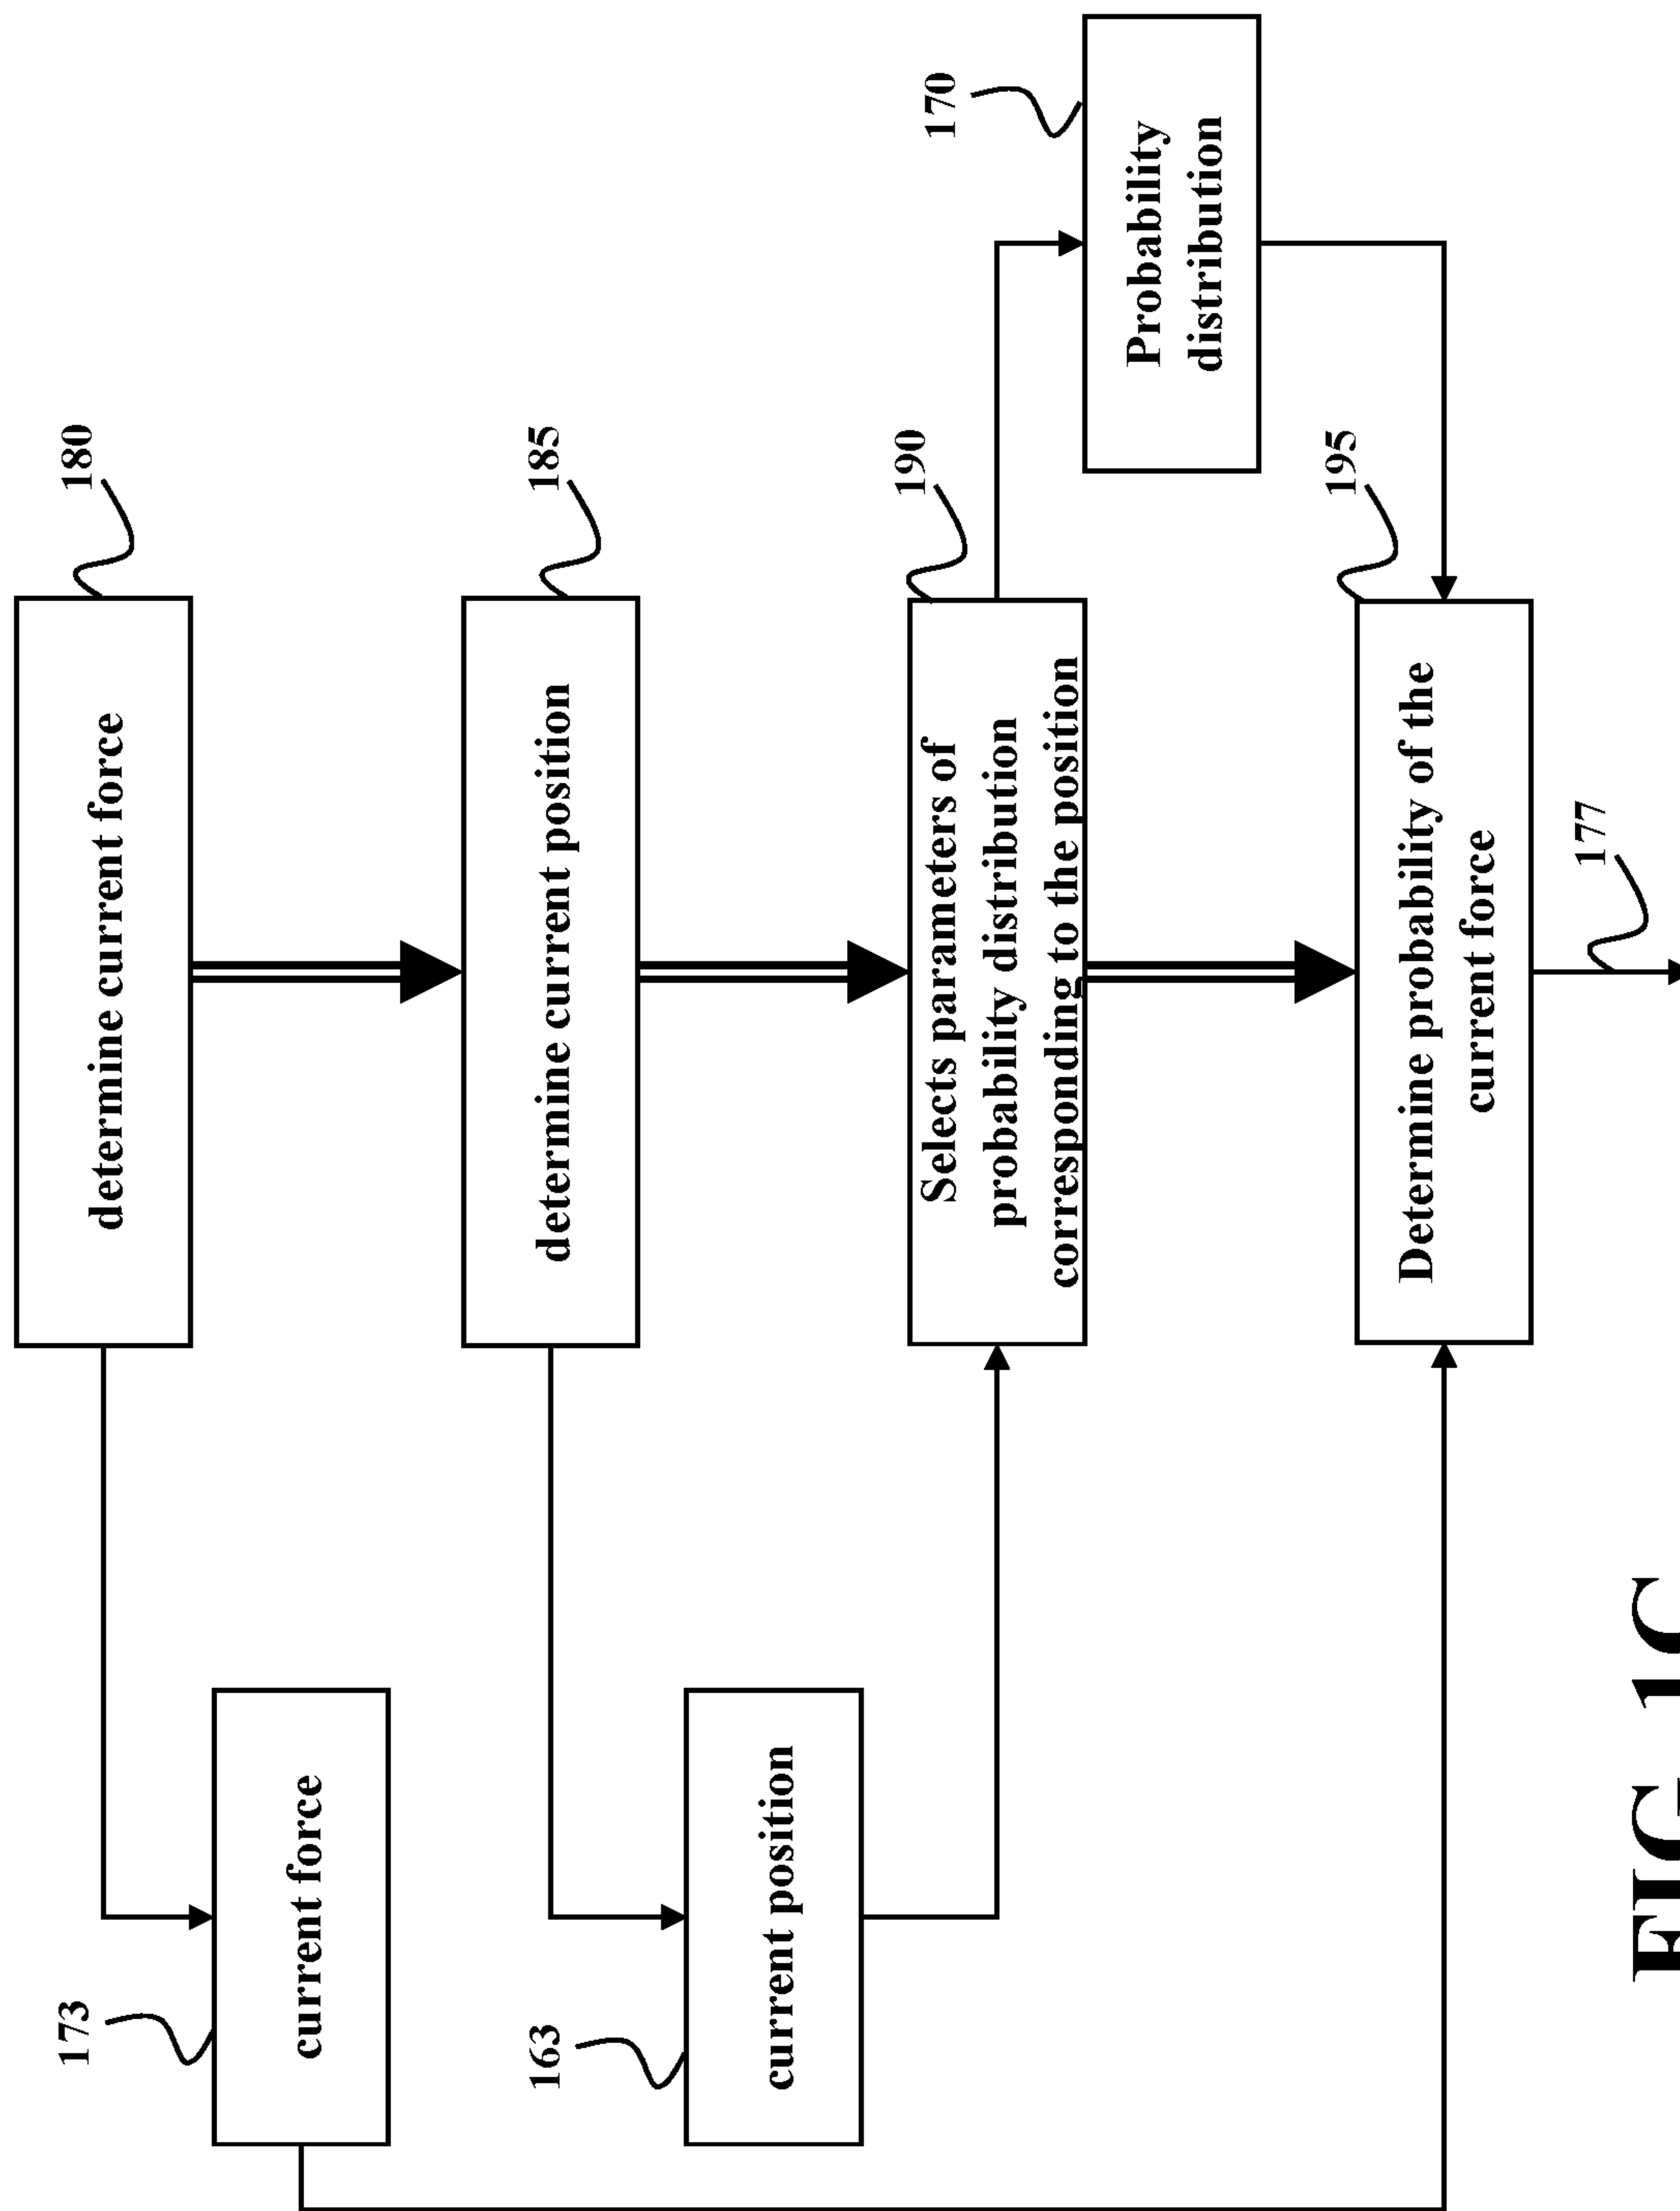 173
180
determine current force
current force
163
185
determine current position
current position
190
Selects parameters of
probability distribution
corresponding to the position
170
Probability
distribution
195
Determine probability of the
current force
177
FIG 1C